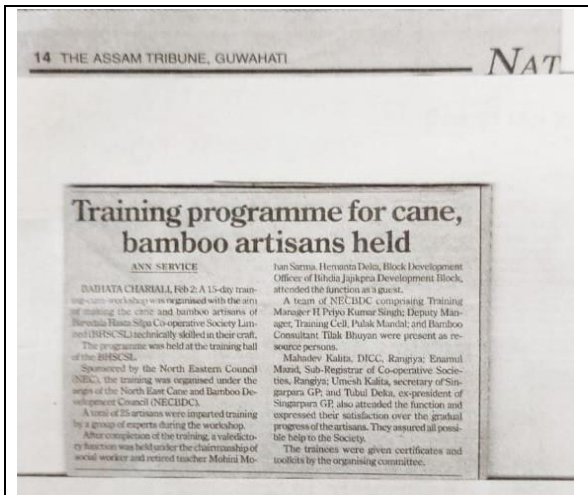 14 THE ASSAM TRIBUNE, GUWAHATI
NAT
Training programme for cane,
bamboo artisans held
ANN SERVICE
BAIHATA CHARIALI, Feb 2: A 15-day train-
ing-cum-workshop was organised with the aim
of making the cane and bamboo artisans of
Hasta Silpa Co-operative Society Lim-
ited (BHSCSL) technically skilled in their craft.
The programme was held at the training hall
of the BHSCSL.
Sponsored by the North Eastern Council
(NEC), the training was organised under the
aegis of the North East Cane and Bamboo De-
velopment Council (NECBDC).
A total of 25 artisans were imparted training
by a group of experts during the workshop.
After completion of the training, a valedicto-
ry function was held under the chairmanship of
social worker and retired teacher Mohini Mo-
han Sarma. Hemanta Deka, Block Development
Officer of Bihdia Jajikona Development Block,
attended the function as a guest.
A team of NECBDC comprising Training
Manager H Priyo Kumar Singh; Deputy Man-
ager, Training Cell, Pulak Mandal; and Bamboo
Consultant Tilak Bhuyan were present as re-
source persons.
Mahadev Kalita, DICC, Rangiya; Enamul
Mazid, Sub-Registrar of Co-operative Socie-
ties, Rangiya; Umesh Kalita, secretary of Sin-
garpara GP; and Tubul Deka, ex-president of
Singarpara GP, also attended the function and
expressed their satisfaction over the gradual
progress of the artisans. They assured all possi-
ble help to the Society.
The trainees were given certificates and
toolkits by the organising committee.